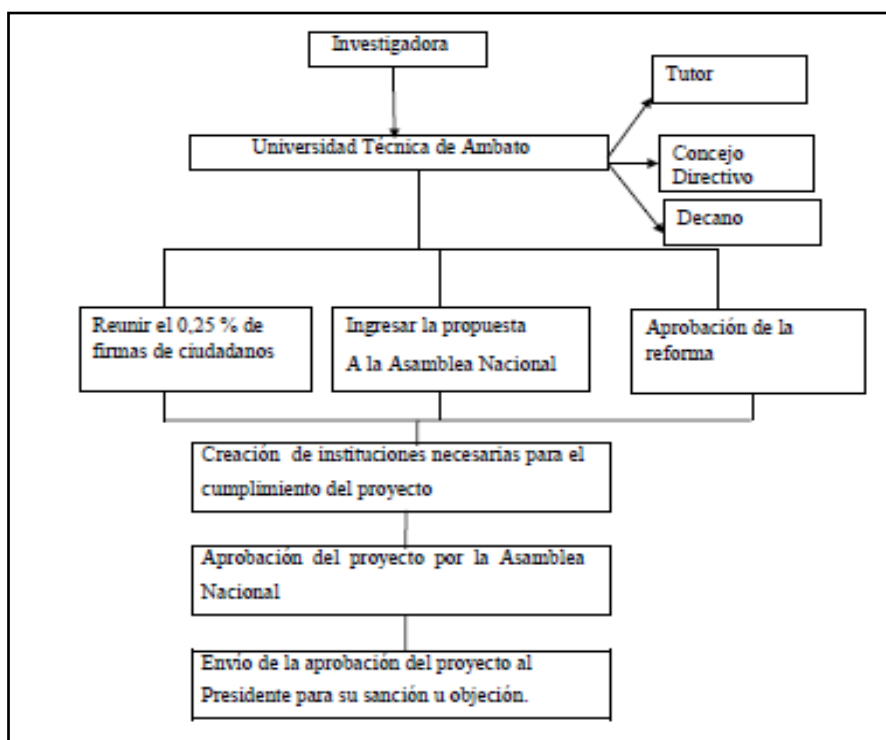 Investigadora
Tutor
Universidad Técnica de Ambato
Concejo
Directivo
Decano
Reunir el 0,25 % de
firmas de ciudadanos
Ingresar la propuesta
A la Asamblea Nacional
Aprobación de la
reforma
Creación de instituciones necesarias para el
cumplimiento del proyecto
Aprobación del proyecto por la Asamblea
Nacional
Envío de la aprobación del proyecto al
Presidente para su sanción u objeción.